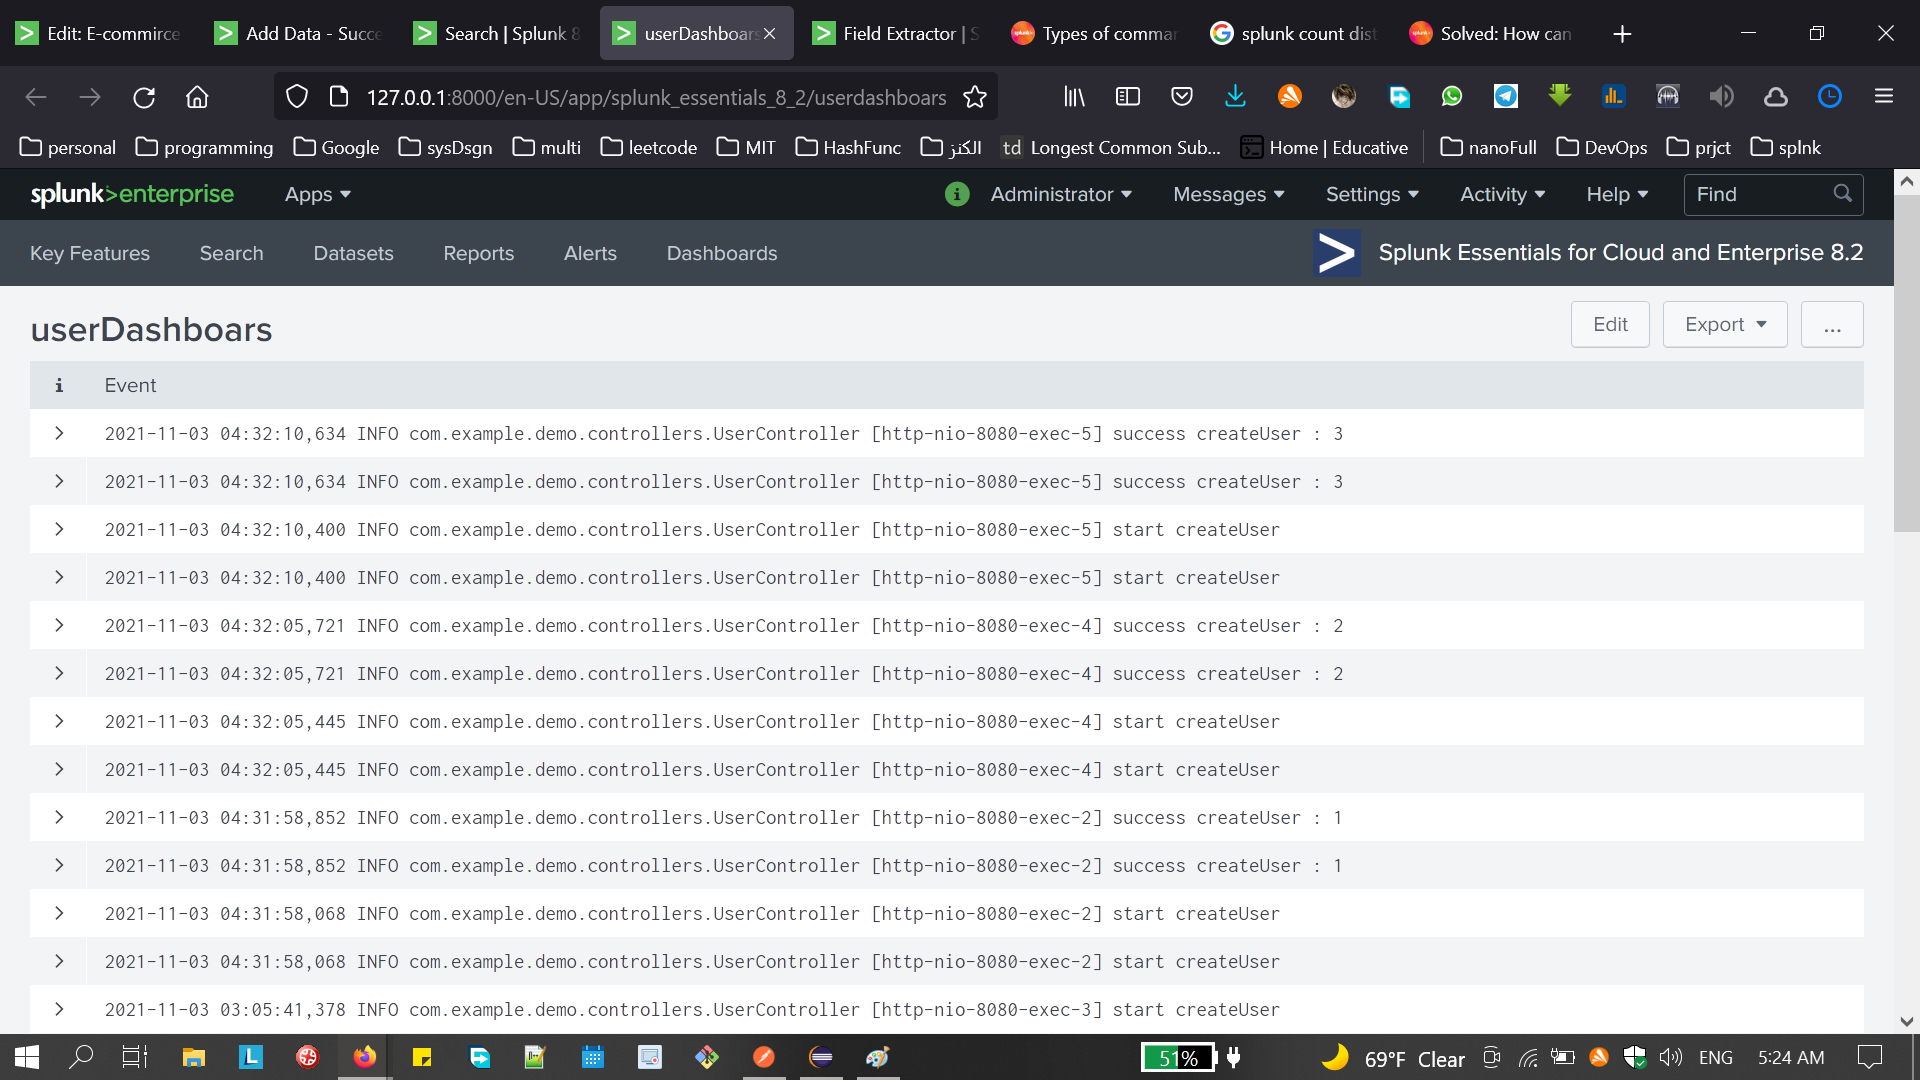 Edit: E-commirce
Add Data - Succe
Search | Splunk 8
userDashboars
Field Extractor | S
Types of commar
splunk count dist
Solved: How can
127.0.0.1:8000/en-US/app/splunk_essentials_8_2/userdashboars
personal
programming
Google
sysDsgn
multi
leetcode
MIT
HashFunc
الكنز
td Longest Common Sub...
Home | Educative
nanoFull
DevOps
prjct
splnk
splunk>enterprise
Apps
i
Administrator
Messages
Settings
Activity
Help
Find
Key Features
Search
Datasets
Reports
Alerts
Dashboards
Splunk Essentials for Cloud and Enterprise 8.2
userDashboars
Edit
Export
...
i Event
2021-11-03 04:32:10,634 INFO com.example.demo.controllers.UserController [http-nio-8080-exec-5] success createUser : 3
2021-11-03 04:32:10,634 INFO com.example.demo.controllers.UserController [http-nio-8080-exec-5] success createUser : 3
2021-11-03 04:32:10,400 INFO com.example.demo.controllers.UserController [http-nio-8080-exec-5] start createUser
2021-11-03 04:32:10,400 INFO com.example.demo.controllers.UserController [http-nio-8080-exec-5] start createUser
2021-11-03 04:32:05,721 INFO com.example.demo.controllers.UserController [http-nio-8080-exec-4] success createUser : 2
2021-11-03 04:32:05,721 INFO com.example.demo.controllers.UserController [http-nio-8080-exec-4] success createUser : 2
2021-11-03 04:32:05,445 INFO com.example.demo.controllers.UserController [http-nio-8080-exec-4] start createUser
2021-11-03 04:32:05,445 INFO com.example.demo.controllers.UserController [http-nio-8080-exec-4] start createUser
2021-11-03 04:31:58,852 INFO com.example.demo.controllers.UserController [http-nio-8080-exec-2] success createUser : 1
2021-11-03 04:31:58,852 INFO com.example.demo.controllers.UserController [http-nio-8080-exec-2] success createUser : 1
2021-11-03 04:31:58,068 INFO com.example.demo.controllers.UserController [http-nio-8080-exec-2] start createUser
2021-11-03 04:31:58,068 INFO com.example.demo.controllers.UserController [http-nio-8080-exec-2] start createUser
2021-11-03 03:05:41,378 INFO com.example.demo.controllers.UserController [http-nio-8080-exec-3] start createUser
L
51%
69°F Clear
ENG
5:24 AM